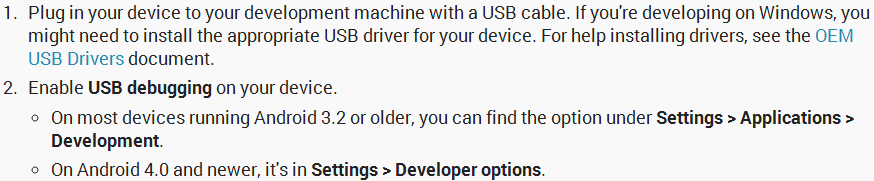 1. Plug in your device to your development machine with a USB cable. If you're developing on Windows, you
might need to install the appropriate USB driver for your device. For help installing drivers, see the OEM
USB Drivers document.
2. Enable USB debugging on your device.
○ On most devices running Android 3.2 or older, you can find the option under Settings > Applications >
Development.
○ On Android 4.0 and newer, it's in Settings > Developer options.